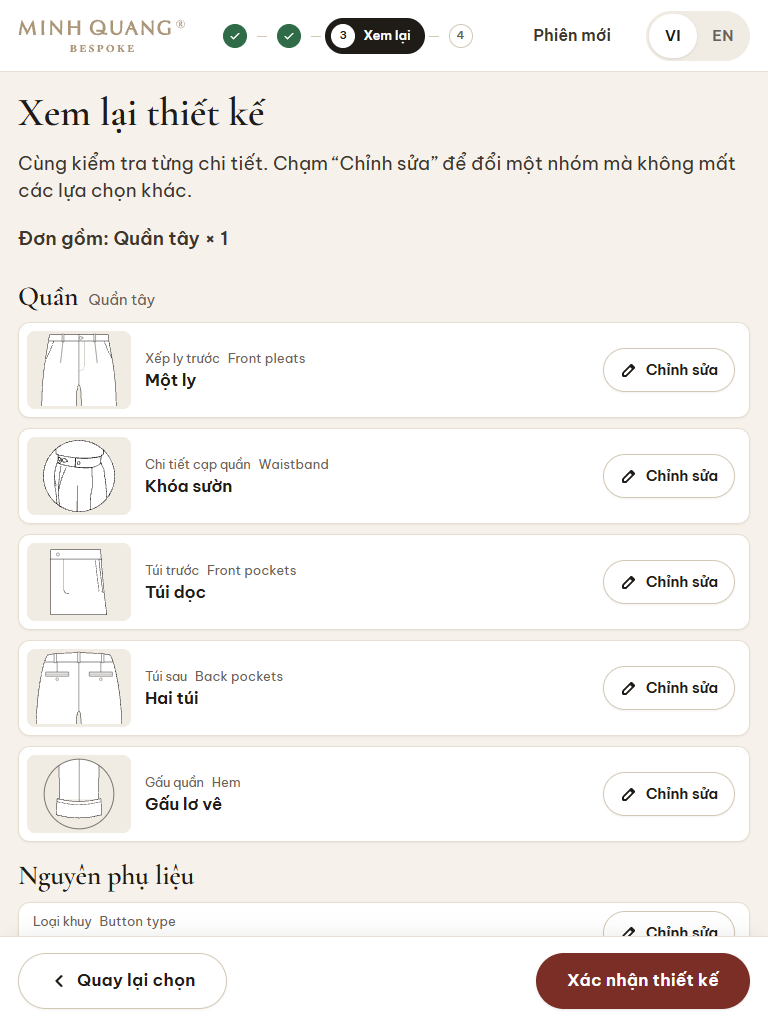 MINH QUANG®
BESPOKE
3 Xem lại
4
Phiên mới
VI EN
Xem lại thiết kế
Cùng kiểm tra từng chi tiết. Chạm “Chỉnh sửa” để đổi một nhóm mà không mất
các lựa chọn khác.
Đơn gồm: Quần tây × 1
Quần Quần tây
Xếp ly trước Front pleats
Một ly
Chỉnh sửa
Chi tiết cạp quần Waistband
Khóa sườn
Chỉnh sửa
Túi trước Front pockets
Túi dọc
Chỉnh sửa
Túi sau Back pockets
Hai túi
Chỉnh sửa
Gấu quần Hem
Gấu lơ vê
Chỉnh sửa
Nguyên phụ liệu
Loại khuy Button type
Chỉnh sửa
Quay lại chọn
Xác nhận thiết kế